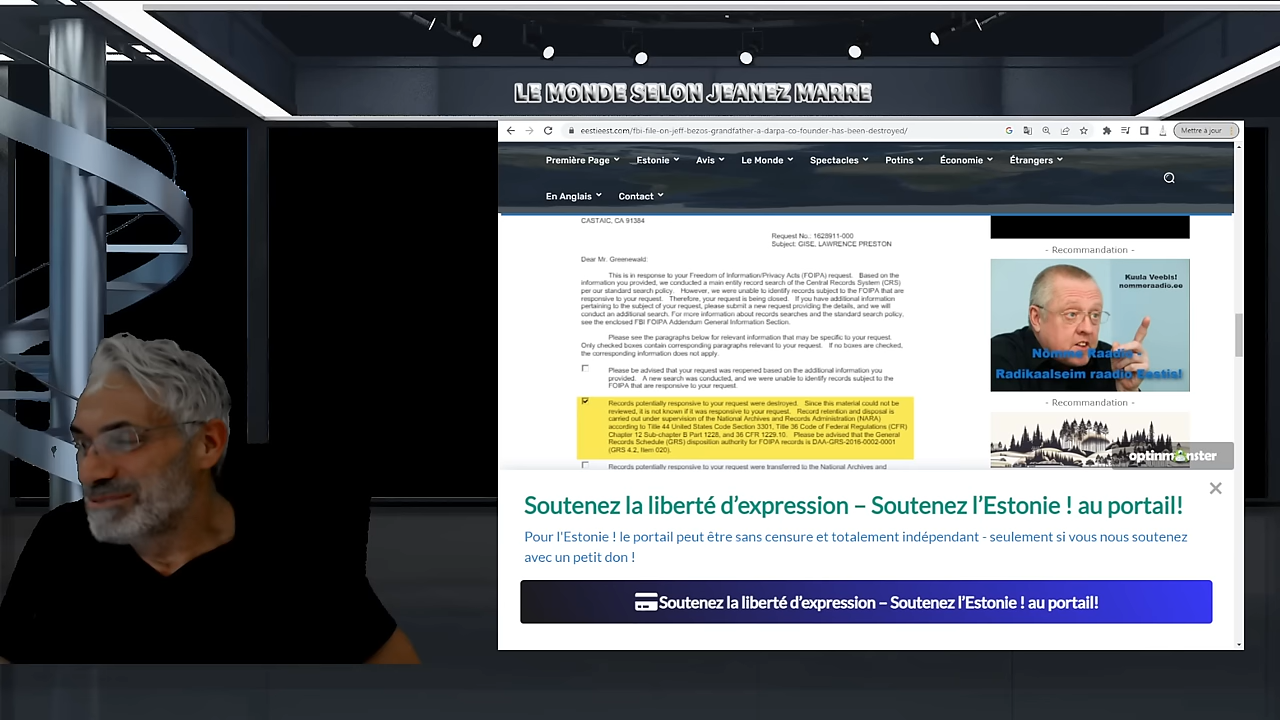 LE MONDE SELON JEANEZ MARRE
eestieest.com/fbi-file-on-jeff-bezos-grandfather-a-darpa-co-founder-has-been-destroyed/
Mettre à jour
Première Page
Estonie
Avis
Le Monde
Spectacles
Potins
Économie
Étrangers
En Anglais
Contact
CASTAIC, CA 91384
Request No.: 1628911-000
Subject: GISE, LAWRENCE PRESTON
Dear Mr. Greenewald:
This is in response to your Freedom of Information/Privacy Acts (FOIPA) request. Based on the
information you provided, we conducted a main entity record search of the Central Records System (CRS)
per our standard search policy. However, we were unable to identify records subject to the FOIPA that are
responsive to your request. Therefore, your request is being closed. If you have additional information
pertaining to the subject of your request, please submit a new request providing the details, and we will
conduct an additional search. For more information about records searches and the standard search policy,
see the enclosed FBI FOIPA Addendum General Information Section.
Please see the paragraphs below for relevant information that may be specific to your request.
Only checked boxes contain corresponding paragraphs relevant to your request. If no boxes are checked,
the corresponding information does not apply.
Please be advised that your request was reopened based on the additional information you
provided. A new search was conducted, and we were unable to identify records subject to the
FOIPA that are responsive to your request.
Records potentially responsive to your request were destroyed. Since this material could not be
reviewed, it is not known if it was responsive to your request. Record retention and disposal is
carried out under supervision of the National Archives and Records Administration (NARA)
according to Title 44 United States Code Section 3301, Title 36 Code of Federal Regulations (CFR)
Chapter 12 Sub-chapter B Part 1228, and 36 CFR 1229.10. Please be advised that the General
Records Schedule (GRS) disposition authority for FOIPA records is DAA-GRS-2016-0002-0001
(GRS 4.2, Item 020).
Records potentially responsive to your request were transferred to the National Archives and
- Recommandation -
Kuula Veebis!
nommeraadio.ee
Nõmme Raadio
Radikaalseim raadio Eestis!
- Recommandation -
optinmonster
Soutenez la liberté d'expression – Soutenez l'Estonie ! au portail!
Pour l'Estonie ! le portail peut être sans censure et totalement indépendant - seulement si vous nous soutenez
avec un petit don !
Soutenez la liberté d'expression – Soutenez l'Estonie ! au portail!